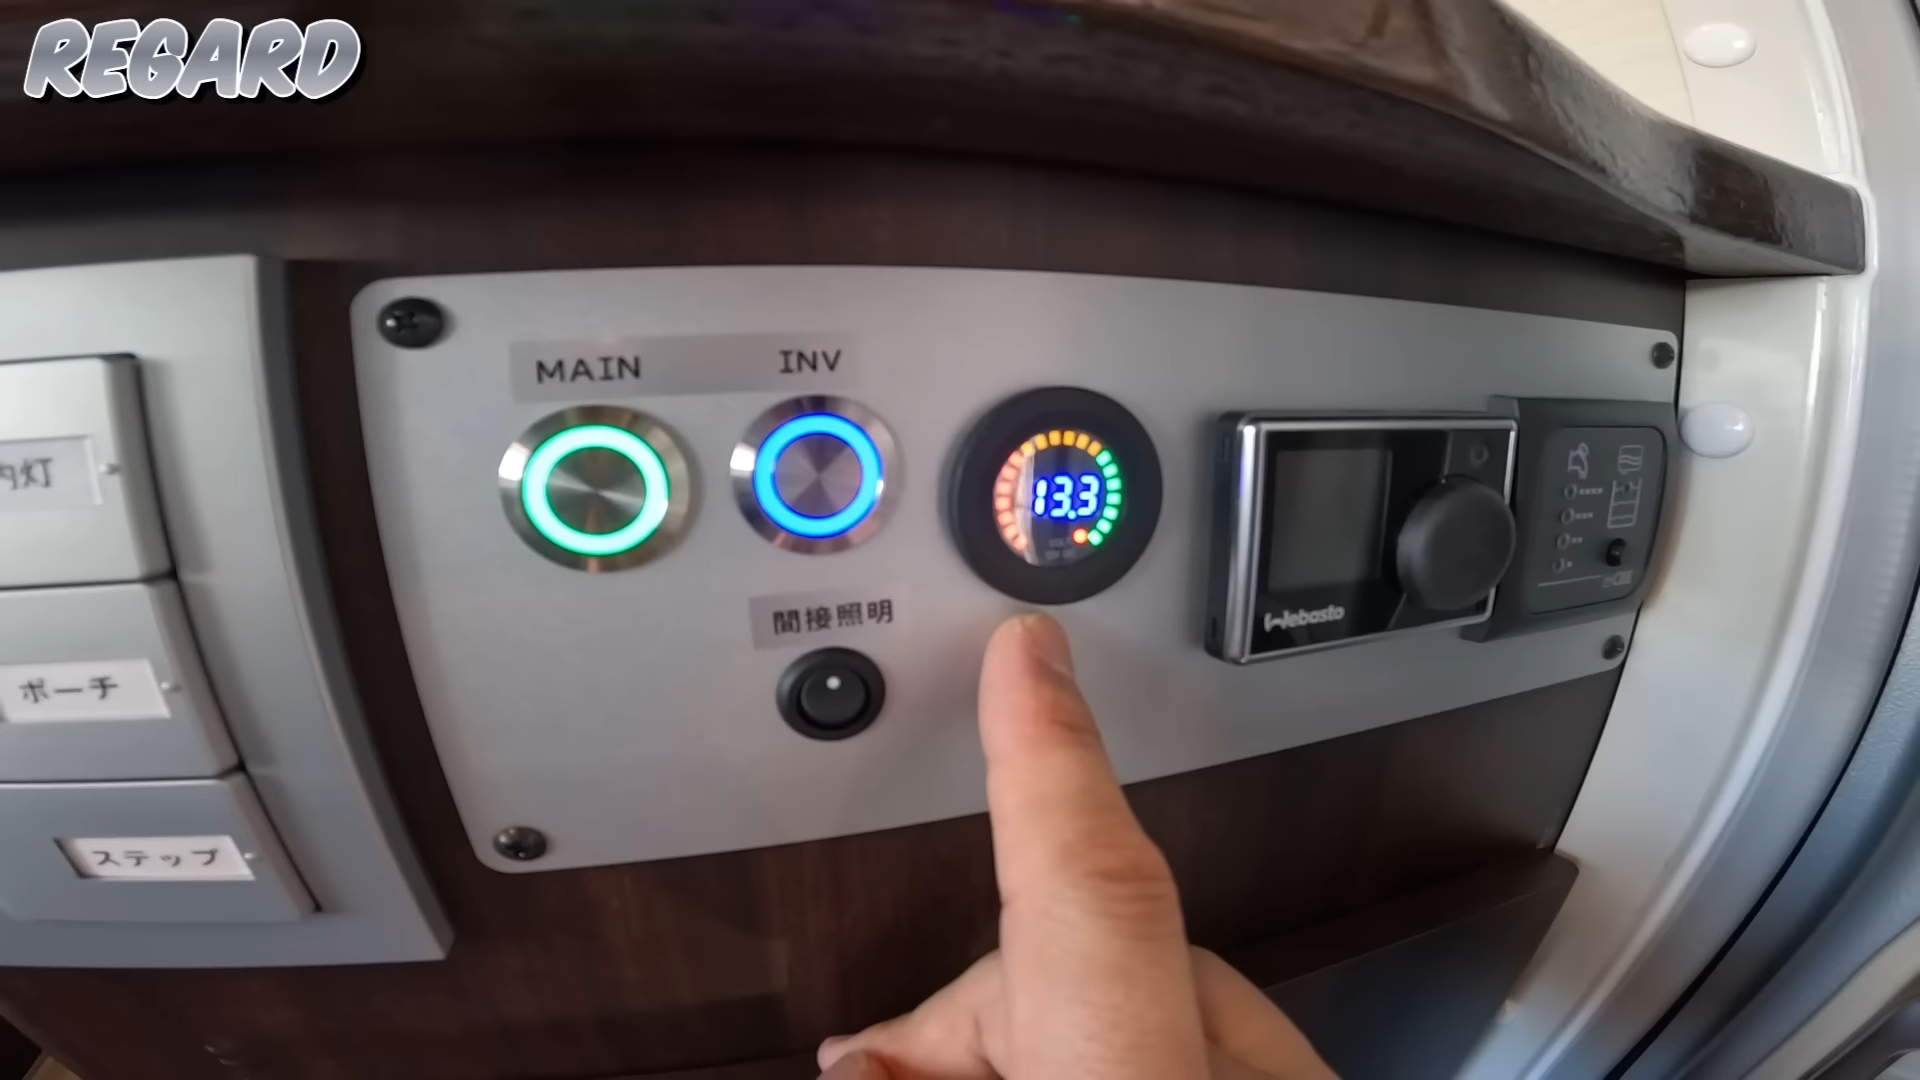 REGARD
MAIN
INV
13.3
間接照明
Webasto
内灯
ポーチ
ステップ